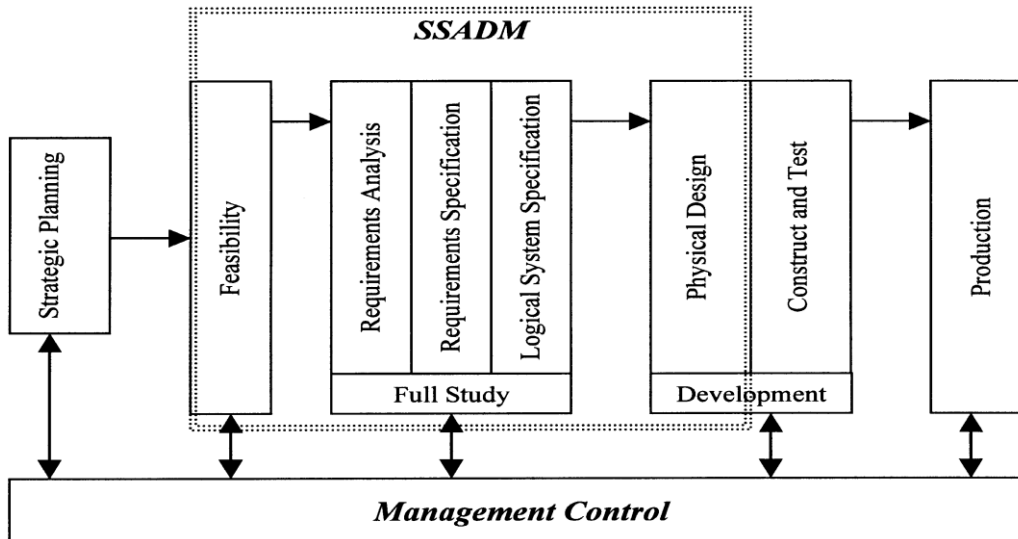 SSADM
Strategic Planning
Feasibility
Requirements Analysis
Requirements Specification
Logical System Specification
Full Study
Physical Design
Construct and Test
Development
Production
Management Control